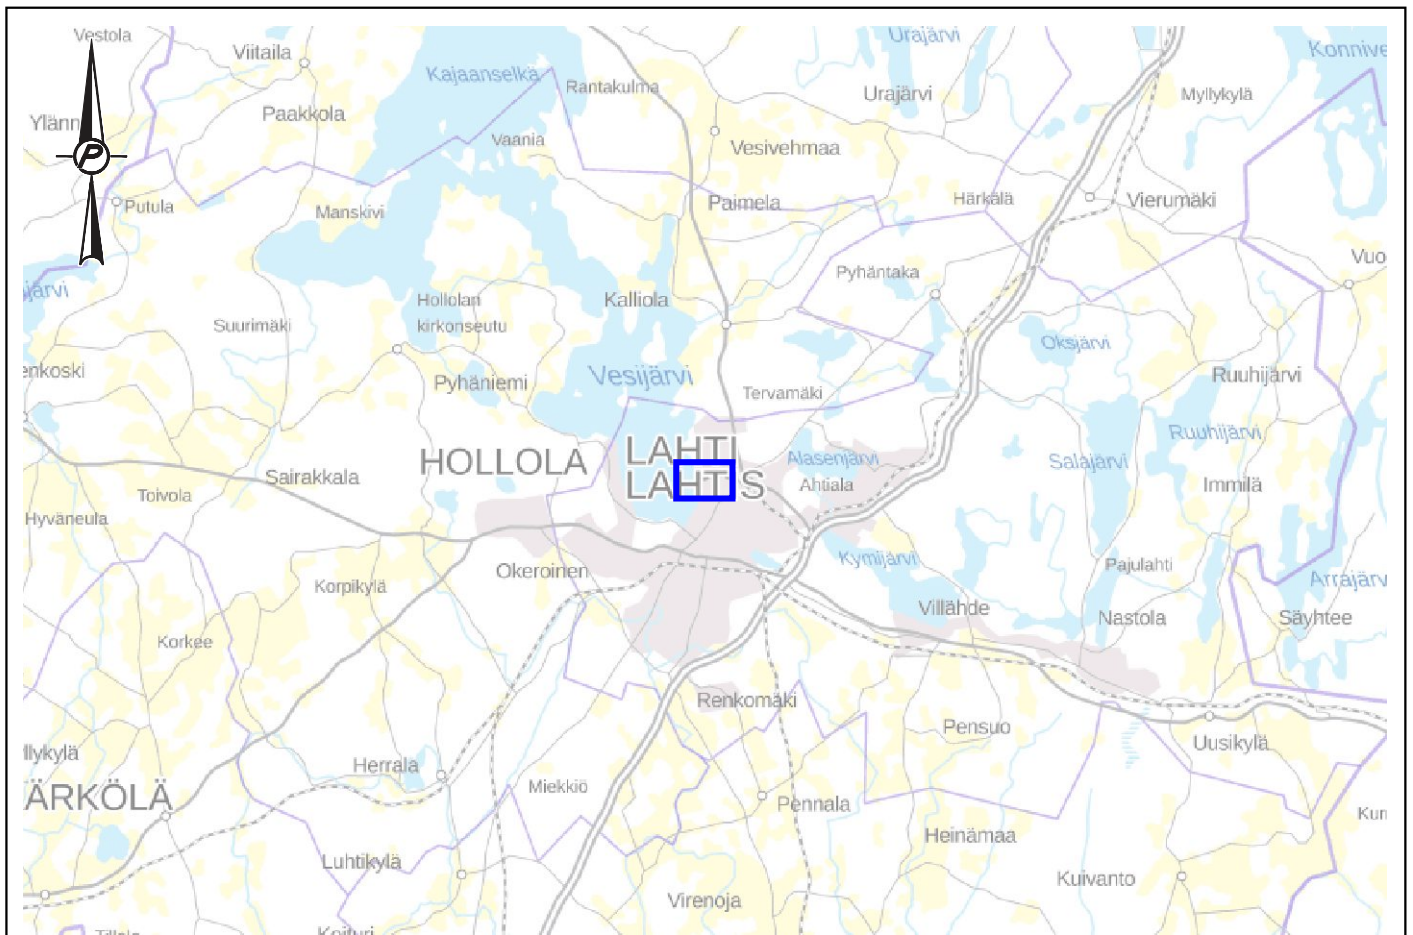 Vestola
Viitaila
Kajaanselkä
Rantakulma
Urajärvi
Konnive
Ylänn
Paakkola
Urajärvi
Myllykylä
P
Vaania
Vesivehmaa
Putula
Manskivi
Paimela
Härkälä
Vierumäki
järvi
Hollolan
kirkonseutu
Kalliola
Pyhäntaka
Vuo
Suurimäki
enkoski
Pyhäniemi
Vesijärvi
Tervamäki
Oksjärvi
Ruuhijärvi
Ruuhijärvi
HOLLOLA
LAHTI
LAHTIS
Alasenjärvi
Ahtiala
Salajärvi
Immilä
Sairakkala
Toivola
Hyväneula
Okeroinen
Kymijärvi
Pajulahti
Arrajärv
Korpikylä
Villähde
Nastola
Säyhtee
Korkee
Renkomäki
Pensuo
Uusikylä
llykylä
Herrala
Miekkiö
ÄRKÖLÄ
Pennala
Heinämaa
Luhtikylä
Kuivanto
Virenoja